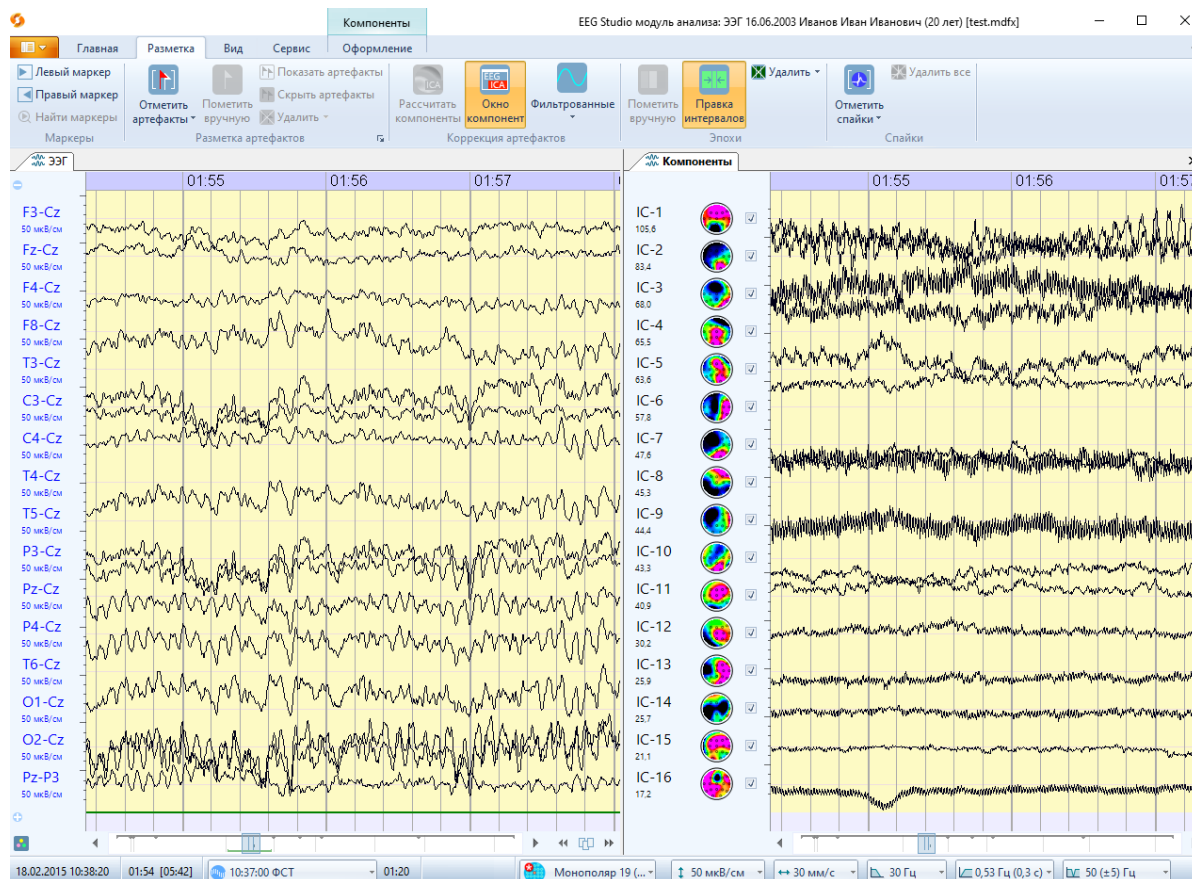 Компоненты
EEG Studio модуль анализа: ЭЭГ 16.06.2003 Иванов Иван Иванович (20 лет) [test.mdfx]
Главная Разметка Вид Сервис Оформление
Левый маркер
Правый маркер
Найти маркеры
Маркеры
Отметить артефакты
Пометить вручную
Показать артефакты
Скрыть артефакты
Удалить
Разметка артефактов
ICA
Рассчитать компоненты
EEG ICA
Окно компонент
Фильтрованные
Коррекция артефактов
Пометить вручную
Правка интервалов
Удалить
Эпохи
Отметить спайки
Удалить все
Спайки
ЭЭГ
01:55 01:56 01:57
F3-Cz
50 мкВ/см
Fz-Cz
50 мкВ/см
F4-Cz
50 мкВ/см
F8-Cz
50 мкВ/см
T3-Cz
50 мкВ/см
C3-Cz
50 мкВ/см
C4-Cz
50 мкВ/см
T4-Cz
50 мкВ/см
T5-Cz
50 мкВ/см
P3-Cz
50 мкВ/см
Pz-Cz
50 мкВ/см
P4-Cz
50 мкВ/см
T6-Cz
50 мкВ/см
O1-Cz
50 мкВ/см
O2-Cz
50 мкВ/см
Pz-P3
50 мкВ/см
Компоненты
01:55 01:56 01:57
IC-1
105,6
IC-2
83,4
IC-3
68,0
IC-4
65,5
IC-5
63,6
IC-6
57,8
IC-7
47,6
IC-8
45,3
IC-9
44,4
IC-10
43,3
IC-11
40,9
IC-12
30,2
IC-13
25,9
IC-14
25,7
IC-15
21,1
IC-16
17,2
18.02.2015 10:38:20 01:54 [05:42] 10:37:00 ФСТ 01:20 Монополяр 19 (... 50 мкВ/см 30 мм/с 30 Гц 0,53 Гц (0,3 с) 50 (±5) Гц